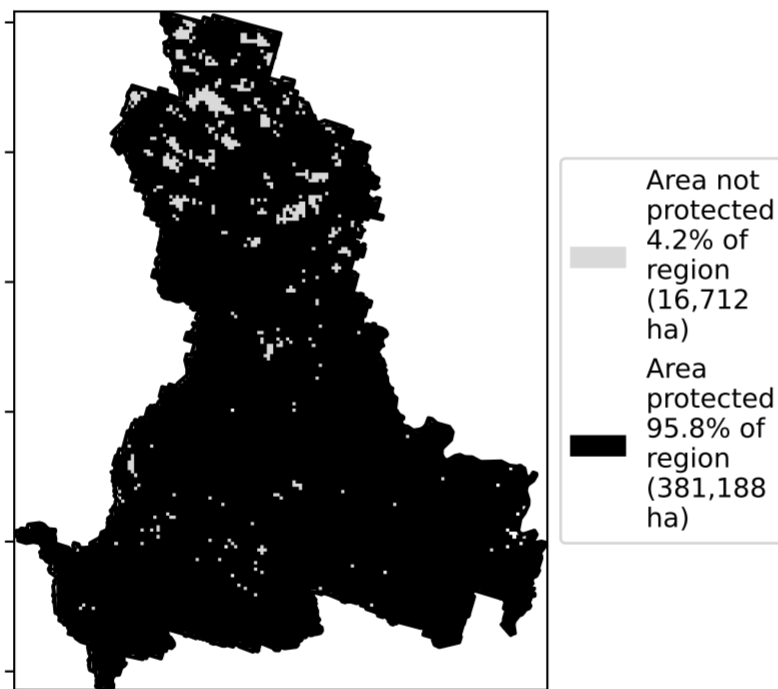 Area not
protected
4.2% of
region
(16,712
ha)
Area
protected
95.8% of
region
(381,188
ha)